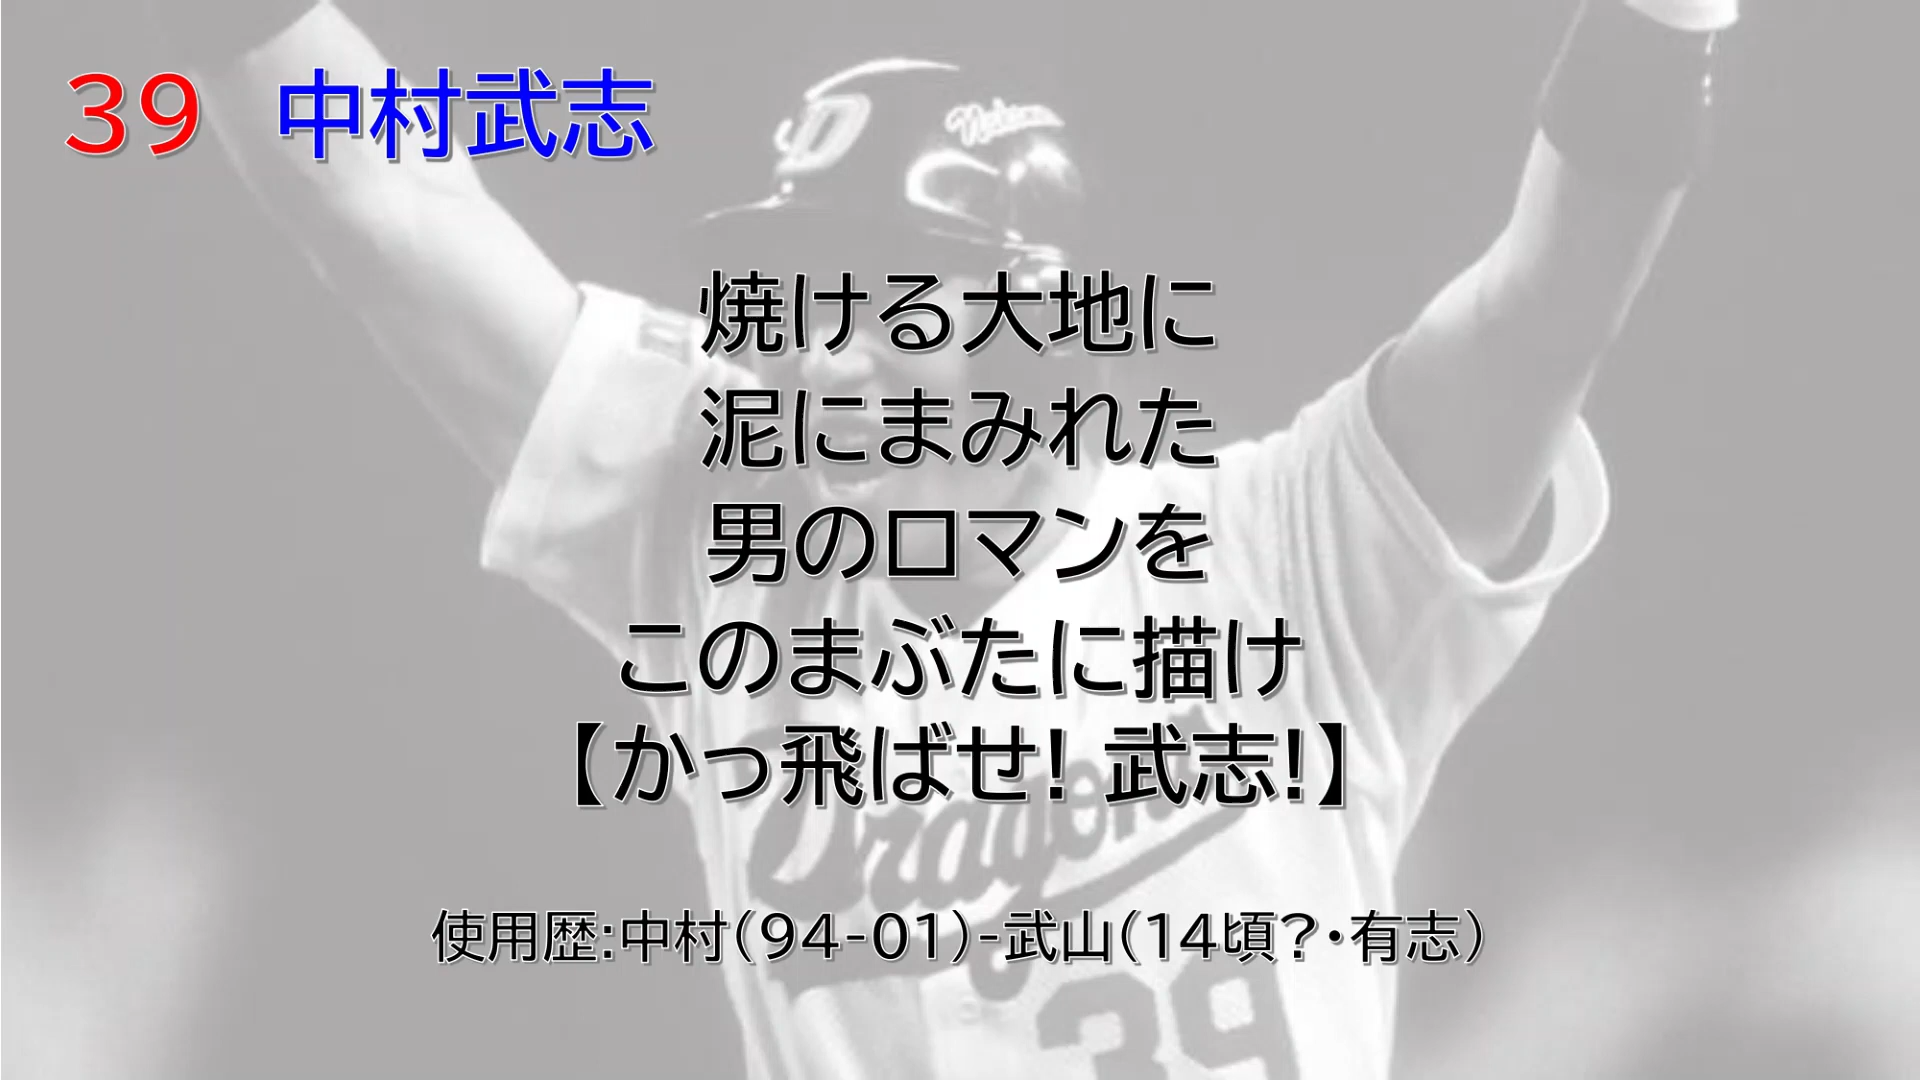 39 中村武志
焼ける大地に
泥にまみれた
男のロマンを
このまぶたに描け
【かっ飛ばせ! 武志!】
使用歴:中村(94-01)-武山(14頃?・有志)
D
Dragons
39